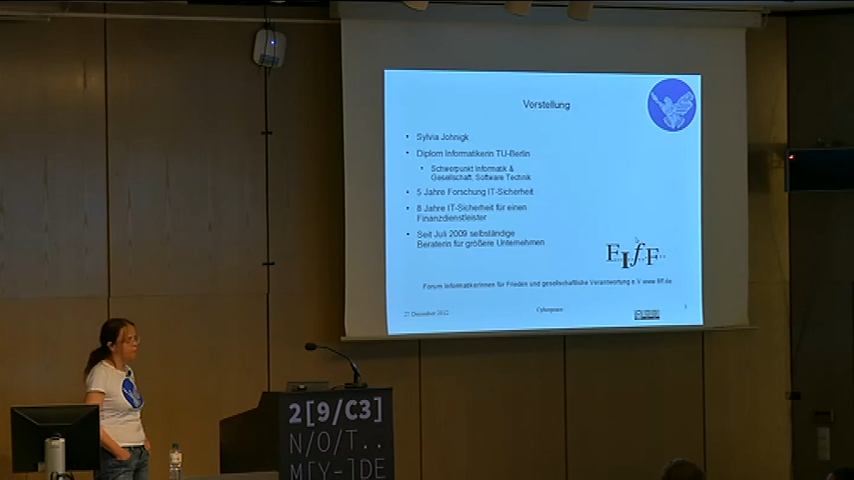 Vorstellung
Sylvia Johnigk
Diplom Informatikerin TU-Berlin
Schwerpunkt Informatik &
Gesellschaft, Software Technik
5 Jahre Forschung IT-Sicherheit
8 Jahre IT-Sicherheit für einen
Finanzdienstleister
Seit Juli 2009 selbständige
Beraterin für größere Unternehmen
FIfF
Forum InformatikerInnen für Frieden und gesellschaftliche Verantwortung e.V www.fiff.de
27 December 2012
Cyberpeace
2[9/C3]
N/O/T..
M[Y-]DE